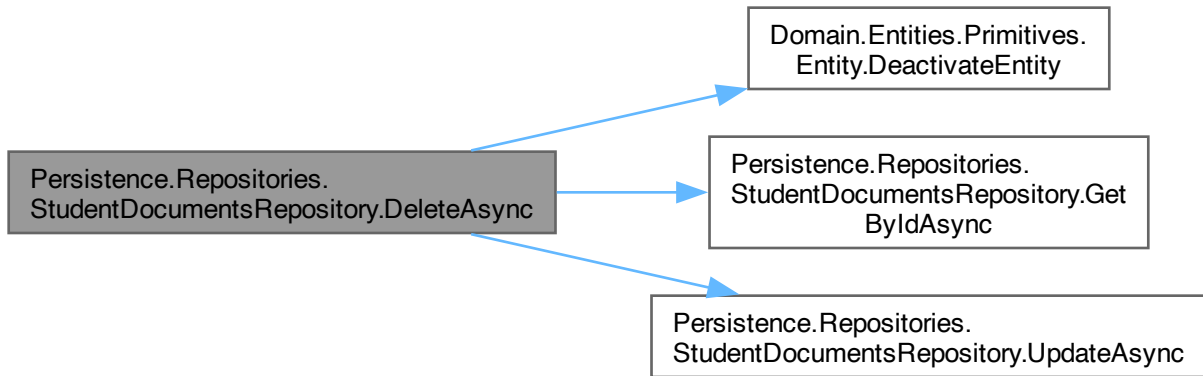 Domain.Entities.Primitives.
Entity.DeactivateEntity
Persistence.Repositories.
StudentDocumentsRepository.DeleteAsync
Persistence.Repositories.
StudentDocumentsRepository.Get
ByIdAsync
Persistence.Repositories.
StudentDocumentsRepository.UpdateAsync